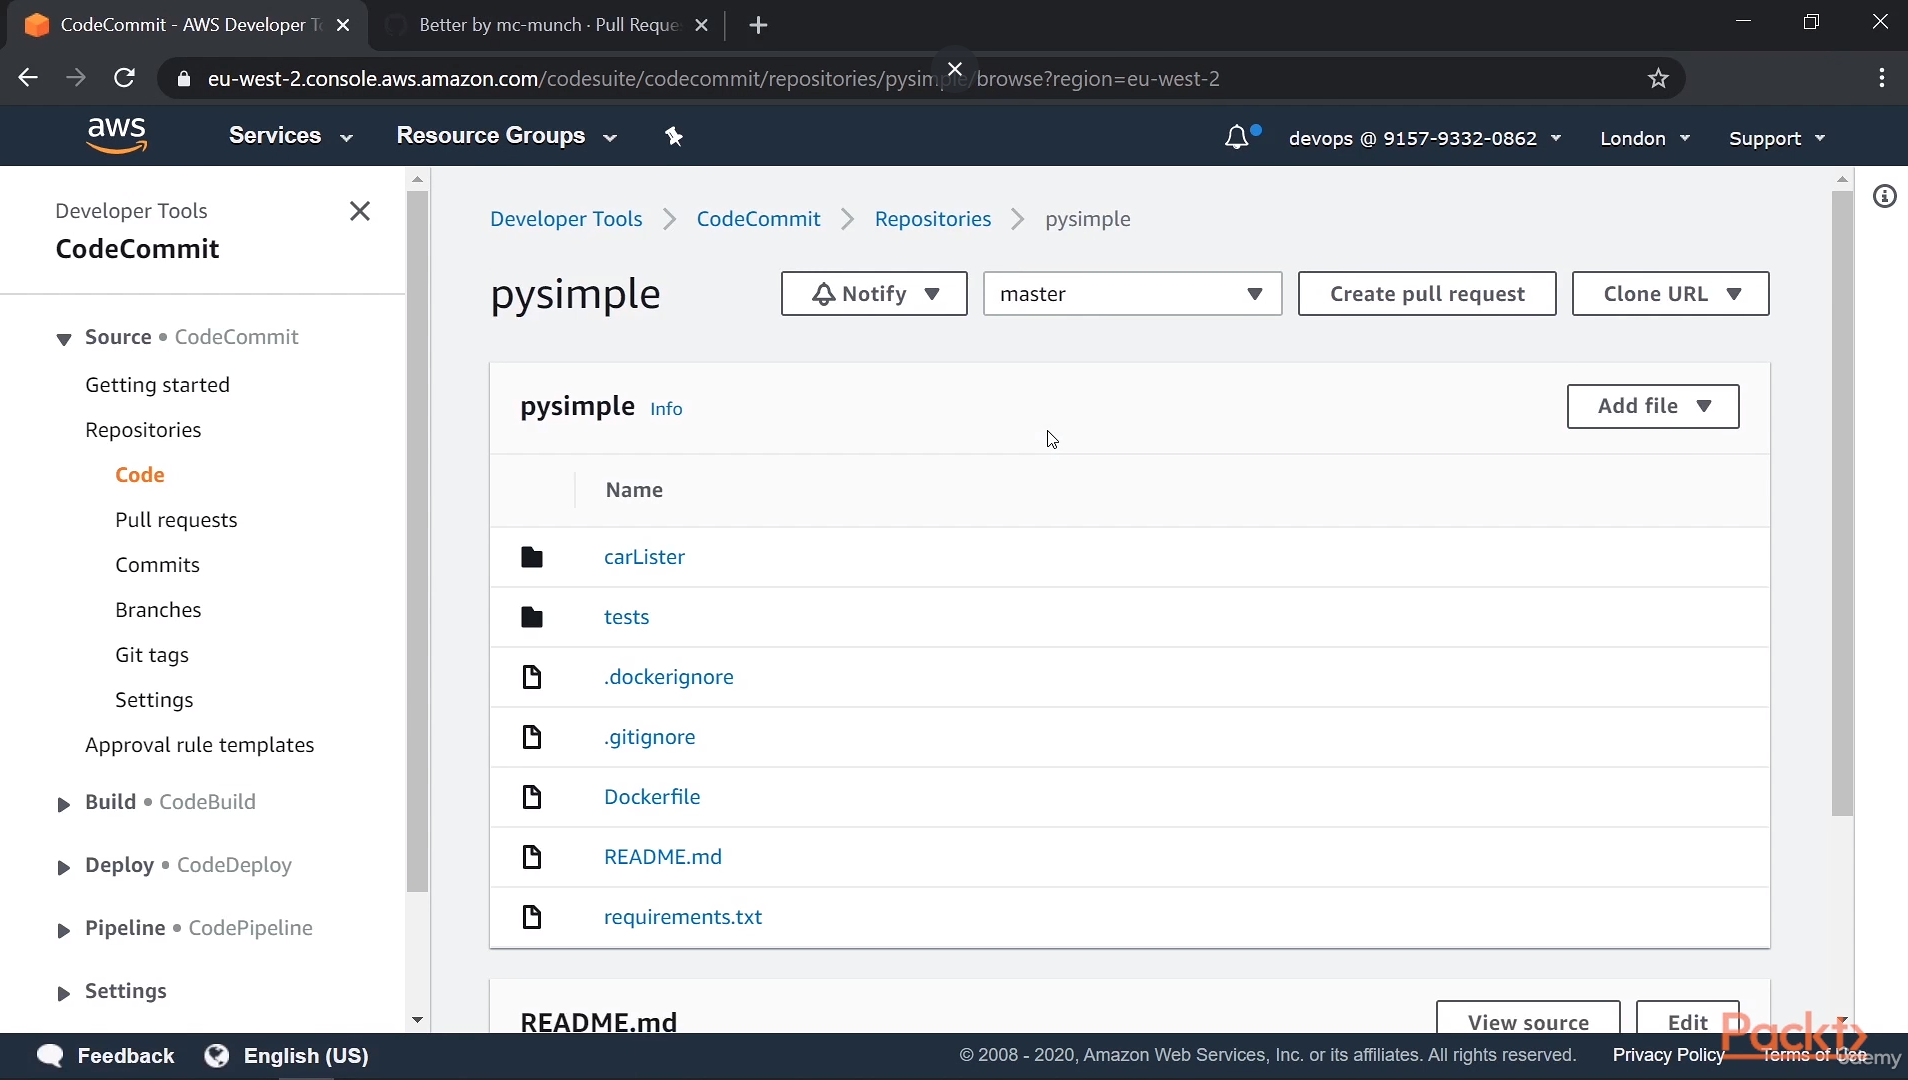 CodeCommit - AWS Developer To
Better by mc-munch · Pull Reque
eu-west-2.console.aws.amazon.com/codesuite/codecommit/repositories/pysimple/browse?region=eu-west-2
aws
Services
Resource Groups
devops @ 9157-9332-0862
London
Support
Developer Tools
CodeCommit
Source • CodeCommit
Getting started
Repositories
Code
Pull requests
Commits
Branches
Git tags
Settings
Approval rule templates
Build • CodeBuild
Deploy • CodeDeploy
Pipeline • CodePipeline
Settings
Developer Tools
CodeCommit
Repositories
pysimple
pysimple
Notify
master
Create pull request
Clone URL
pysimple Info
Add file
Name
carLister
tests
.dockerignore
.gitignore
Dockerfile
README.md
requirements.txt
README.md
View source
Edit
Feedback
English (US)
© 2008 - 2020, Amazon Web Services, Inc. or its affiliates. All rights reserved.
Privacy Policy
Terms of Use
Packt>
udemy